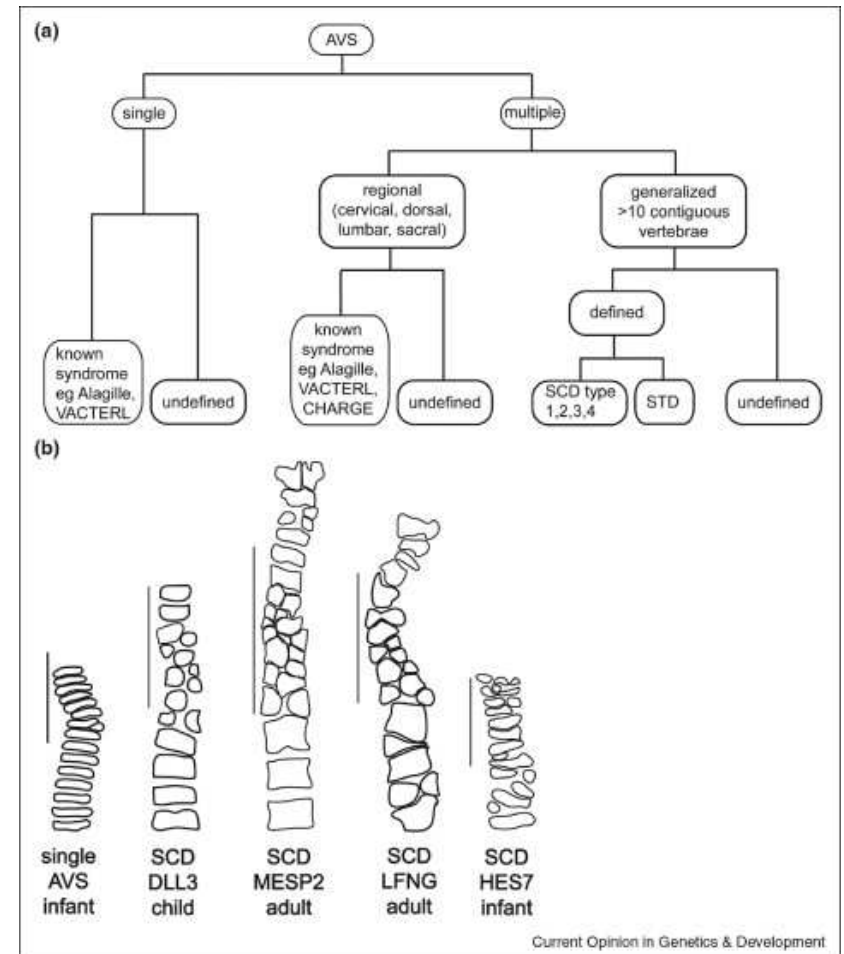 (a)
AVS
single
multiple
regional
(cervical, dorsal,
lumbar, sacral)
generalized
>10 contiguous
vertebrae
defined
known
syndrome
eg Alagille,
VACTERL
undefined
known
syndrome
eg Alagille,
VACTERL,
CHARGE
undefined
SCD type
1,2,3,4
STD
undefined
(b)
single
AVS
infant
SCD
DLL3
child
SCD
MESP2
adult
SCD
LFNG
adult
SCD
HES7
infant
Current Opinion in Genetics & Development